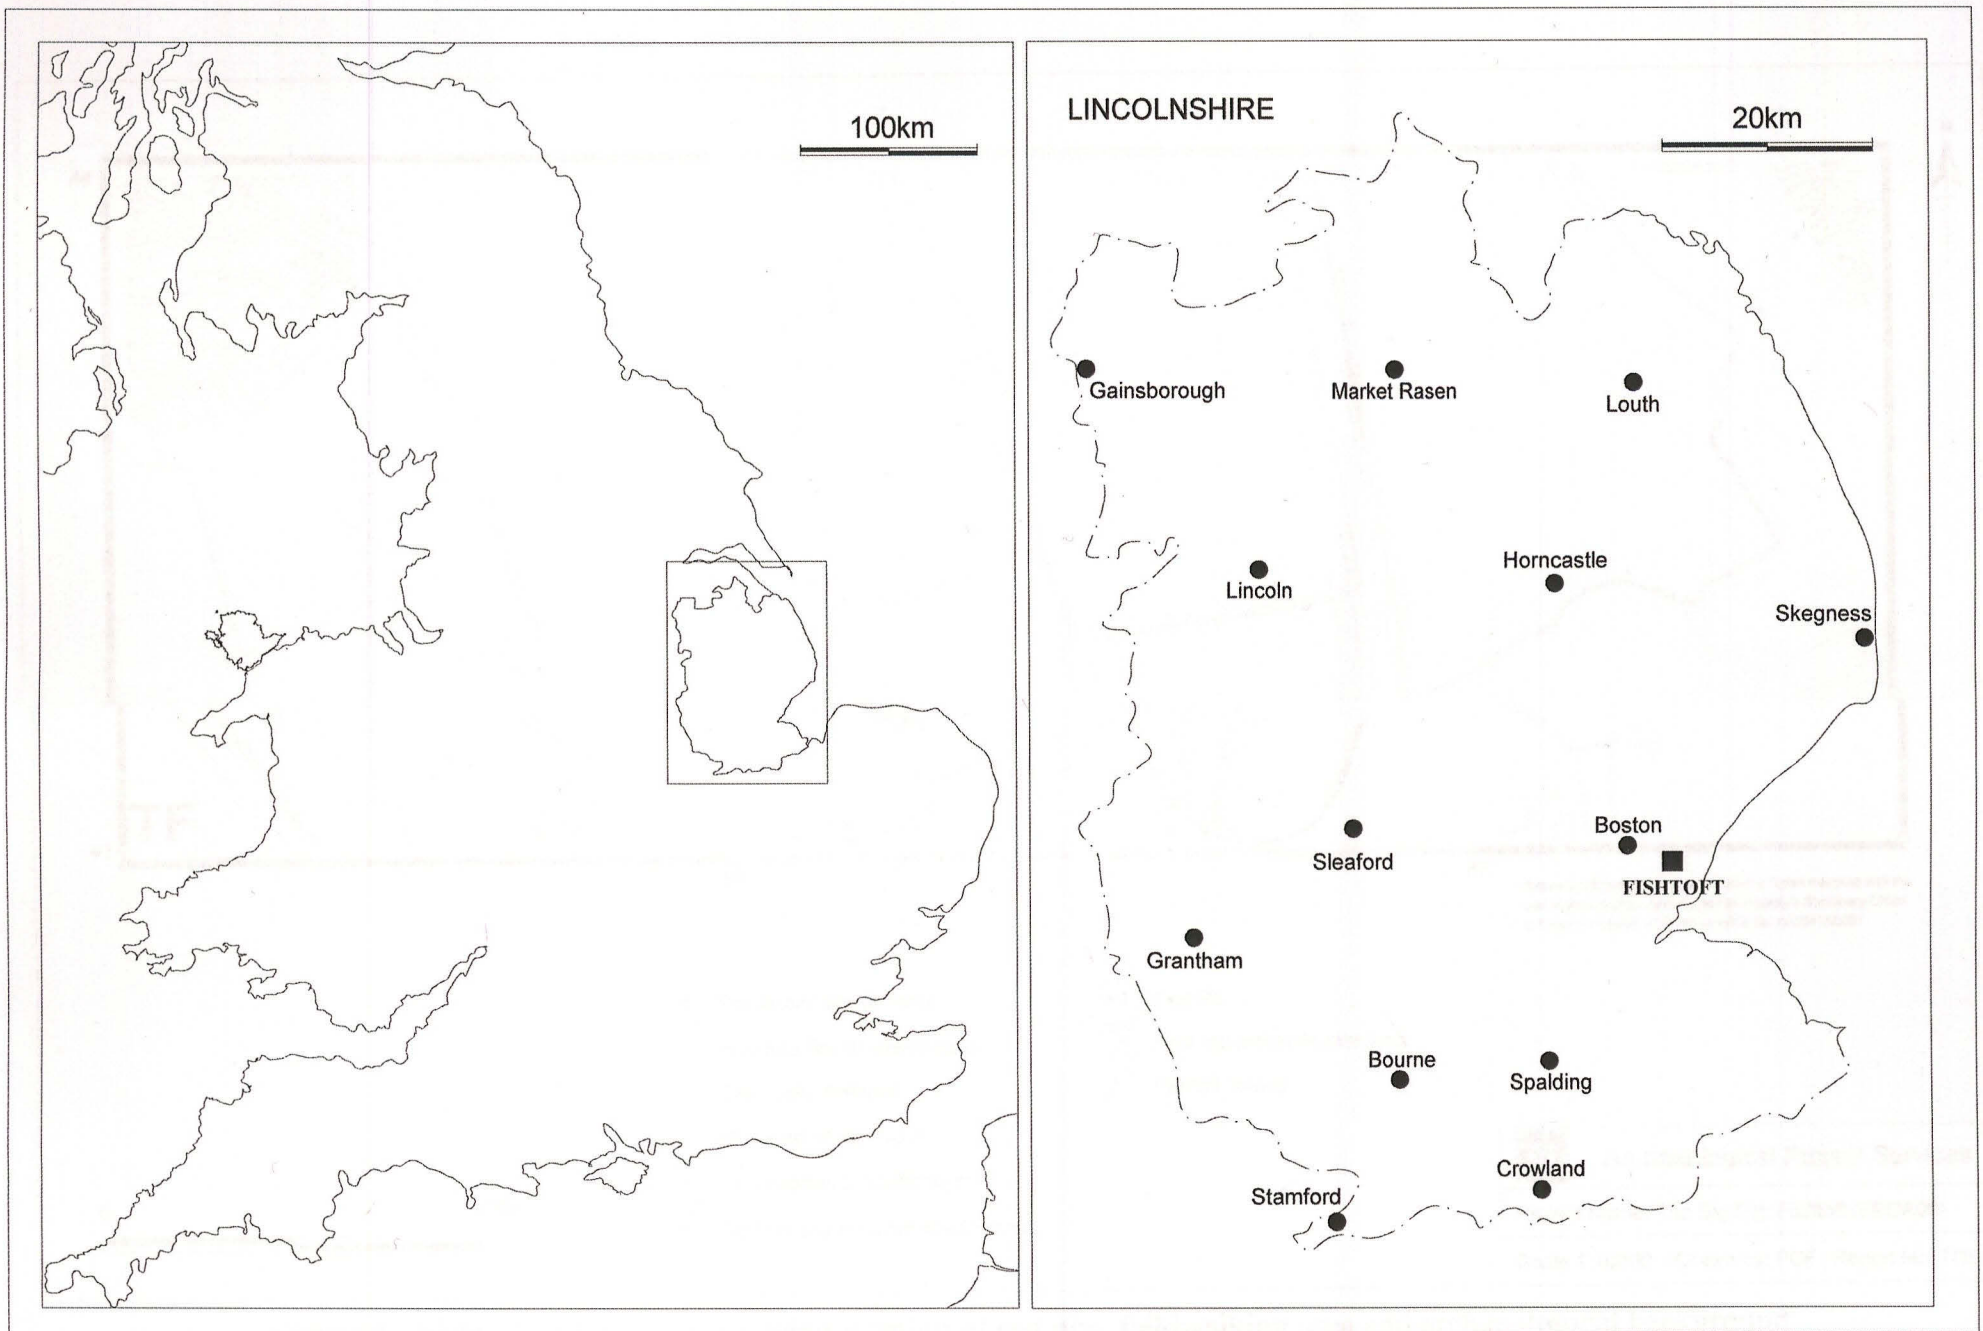 100km
LINCOLNSHIRE
20km
Gainsborough
Market Rasen
Louth
Horncastle
Lincoln
Skegness
Boston
Sleaford
FISHTOFT
Grantham
Bourne
Spalding
Crowland
Stamford